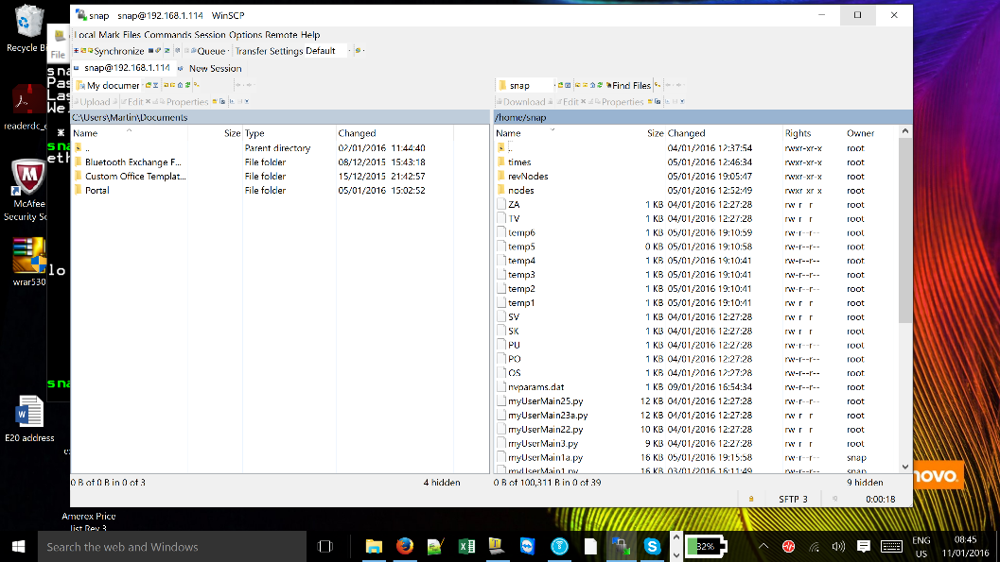 snap snap@192.168.1.114 WinSCP
Local Mark Files Commands Session Options Remote Help
Synchronize Queue Transfer Settings Default
snap@192.168.1.114 New Session
My documer snap Find Files
Upload Edit Properties Download Edit Properties
C:\Users\Martin\Documents /home/snap
Name Size Type Changed Name Size Changed Rights Owner
.. Parent directory 02/01/2016 11:44:40 .. 04/01/2016 12:37:54 rwxr-xr-x root
Bluetooth Exchange F... File folder 08/12/2015 15:43:18 times 05/01/2016 12:46:34 rwxr-xr-x root
Custom Office Templat... File folder 15/12/2015 21:42:57 revNodes 05/01/2016 19:05:47 rwxr-xr-x root
Portal File folder 05/01/2016 15:02:52 nodes 05/01/2016 12:52:49 rwxr xr x root
ZA 1 KB 04/01/2016 12:27:28 rw r r root
TV 1 KB 04/01/2016 12:27:28 rw r r root
temp6 1 KB 05/01/2016 19:10:59 rw-r--r-- root
temp5 0 KB 05/01/2016 19:10:58 rw-r--r-- root
temp4 1 KB 05/01/2016 19:10:41 rw-r--r-- root
temp3 1 KB 05/01/2016 19:10:41 rw-r--r-- root
temp2 1 KB 05/01/2016 19:10:41 rw-r--r-- root
temp1 1 KB 05/01/2016 19:10:41 rw r r root
SV 1 KB 04/01/2016 12:27:28 rw r r root
SK 1 KB 04/01/2016 12:27:28 rw r r root
PU 1 KB 04/01/2016 12:27:28 rw-r--r-- root
PO 1 KB 04/01/2016 12:27:28 rw-r--r-- root
OS 1 KB 04/01/2016 12:27:28 rw-r--r-- root
nvparams.dat 1 KB 09/01/2016 16:54:34 rw-r--r-- root
myUserMain25.py 12 KB 04/01/2016 12:27:28 rw-r--r-- root
myUserMain23a.py 12 KB 04/01/2016 12:27:28 rw-r--r-- root
myUserMain22.py 10 KB 04/01/2016 12:27:28 rw-r--r-- root
myUserMain3.py 9 KB 04/01/2016 12:27:28 rw r r root
myUserMain1a.py 16 KB 05/01/2016 19:15:58 rw r r snap
myUserMain1.py 16 KB 03/01/2016 16:11:49 snap
0 B of 0 B in 0 of 3 4 hidden 0 B of 100,311 B in 0 of 39 9 hidden
SFTP 3 0:00:18
Recycle Bi
File
sna
Pas
Las
We.
readerdc_e
*
sna
eth
McAfee
Security Sc
lo
wrar530
sna
E20 address
Amerex Price
list Rev 3
novo.
Search the web and Windows
32%
ENG
US
08:45
11/01/2016